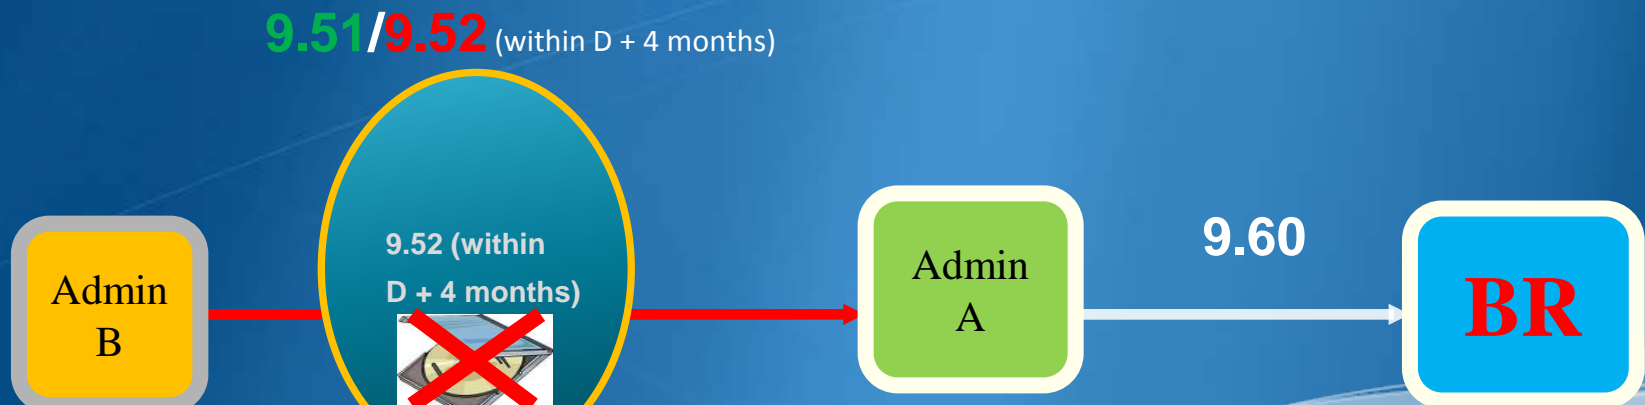 9.51/9.52 (within D + 4 months)
9.52 (within
D + 4 months)
Admin
B
Admin
A
9.60
BR